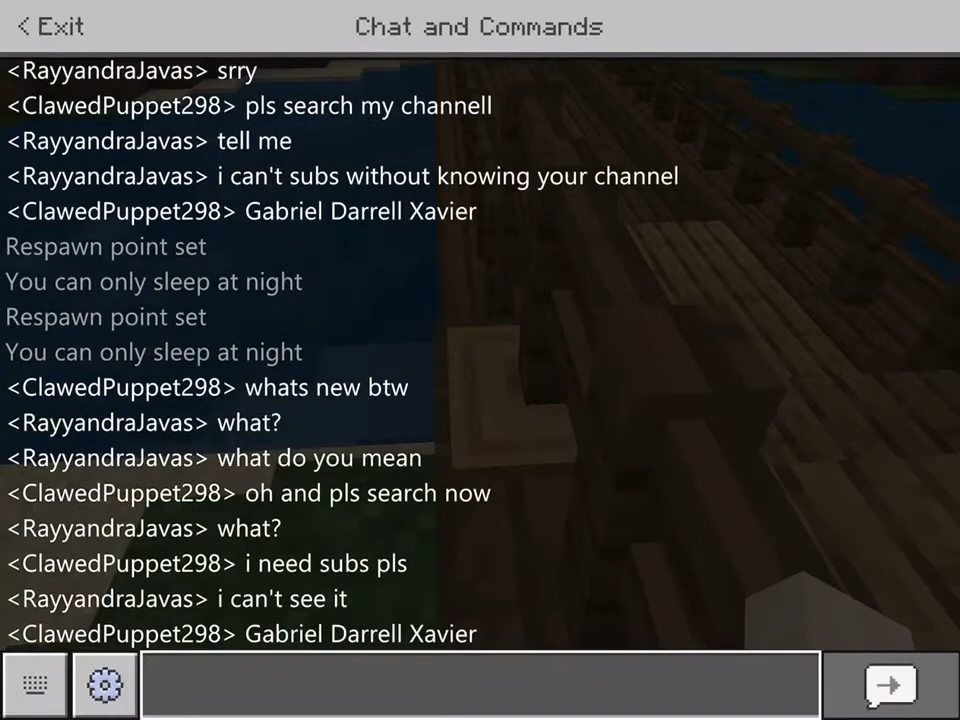 < Exit
Chat and Commands
<RayyandraJavas> srry
<ClawedPuppet298> pls search my channell
<RayyandraJavas> tell me
<RayyandraJavas> i can't subs without knowing your channel
<ClawedPuppet298> Gabriel Darrell Xavier
Respawn point set
You can only sleep at night
Respawn point set
You can only sleep at night
<ClawedPuppet298> whats new btw
<RayyandraJavas> what?
<RayyandraJavas> what do you mean
<ClawedPuppet298> oh and pls search now
<RayyandraJavas> what?
<ClawedPuppet298> i need subs pls
<RayyandraJavas> i can't see it
<ClawedPuppet298> Gabriel Darrell Xavier